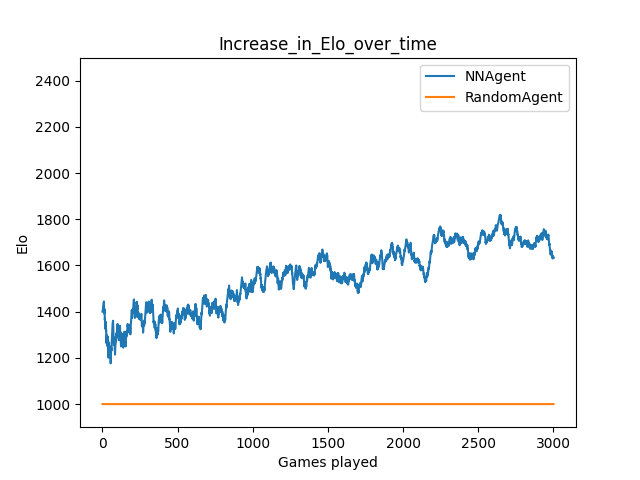 Increase_in_Elo_over_time
NNAgent
RandomAgent
2400
2200
2000
1800
1600
1400
1200
1000
Elo
0 500 1000 1500 2000 2500 3000
Games played